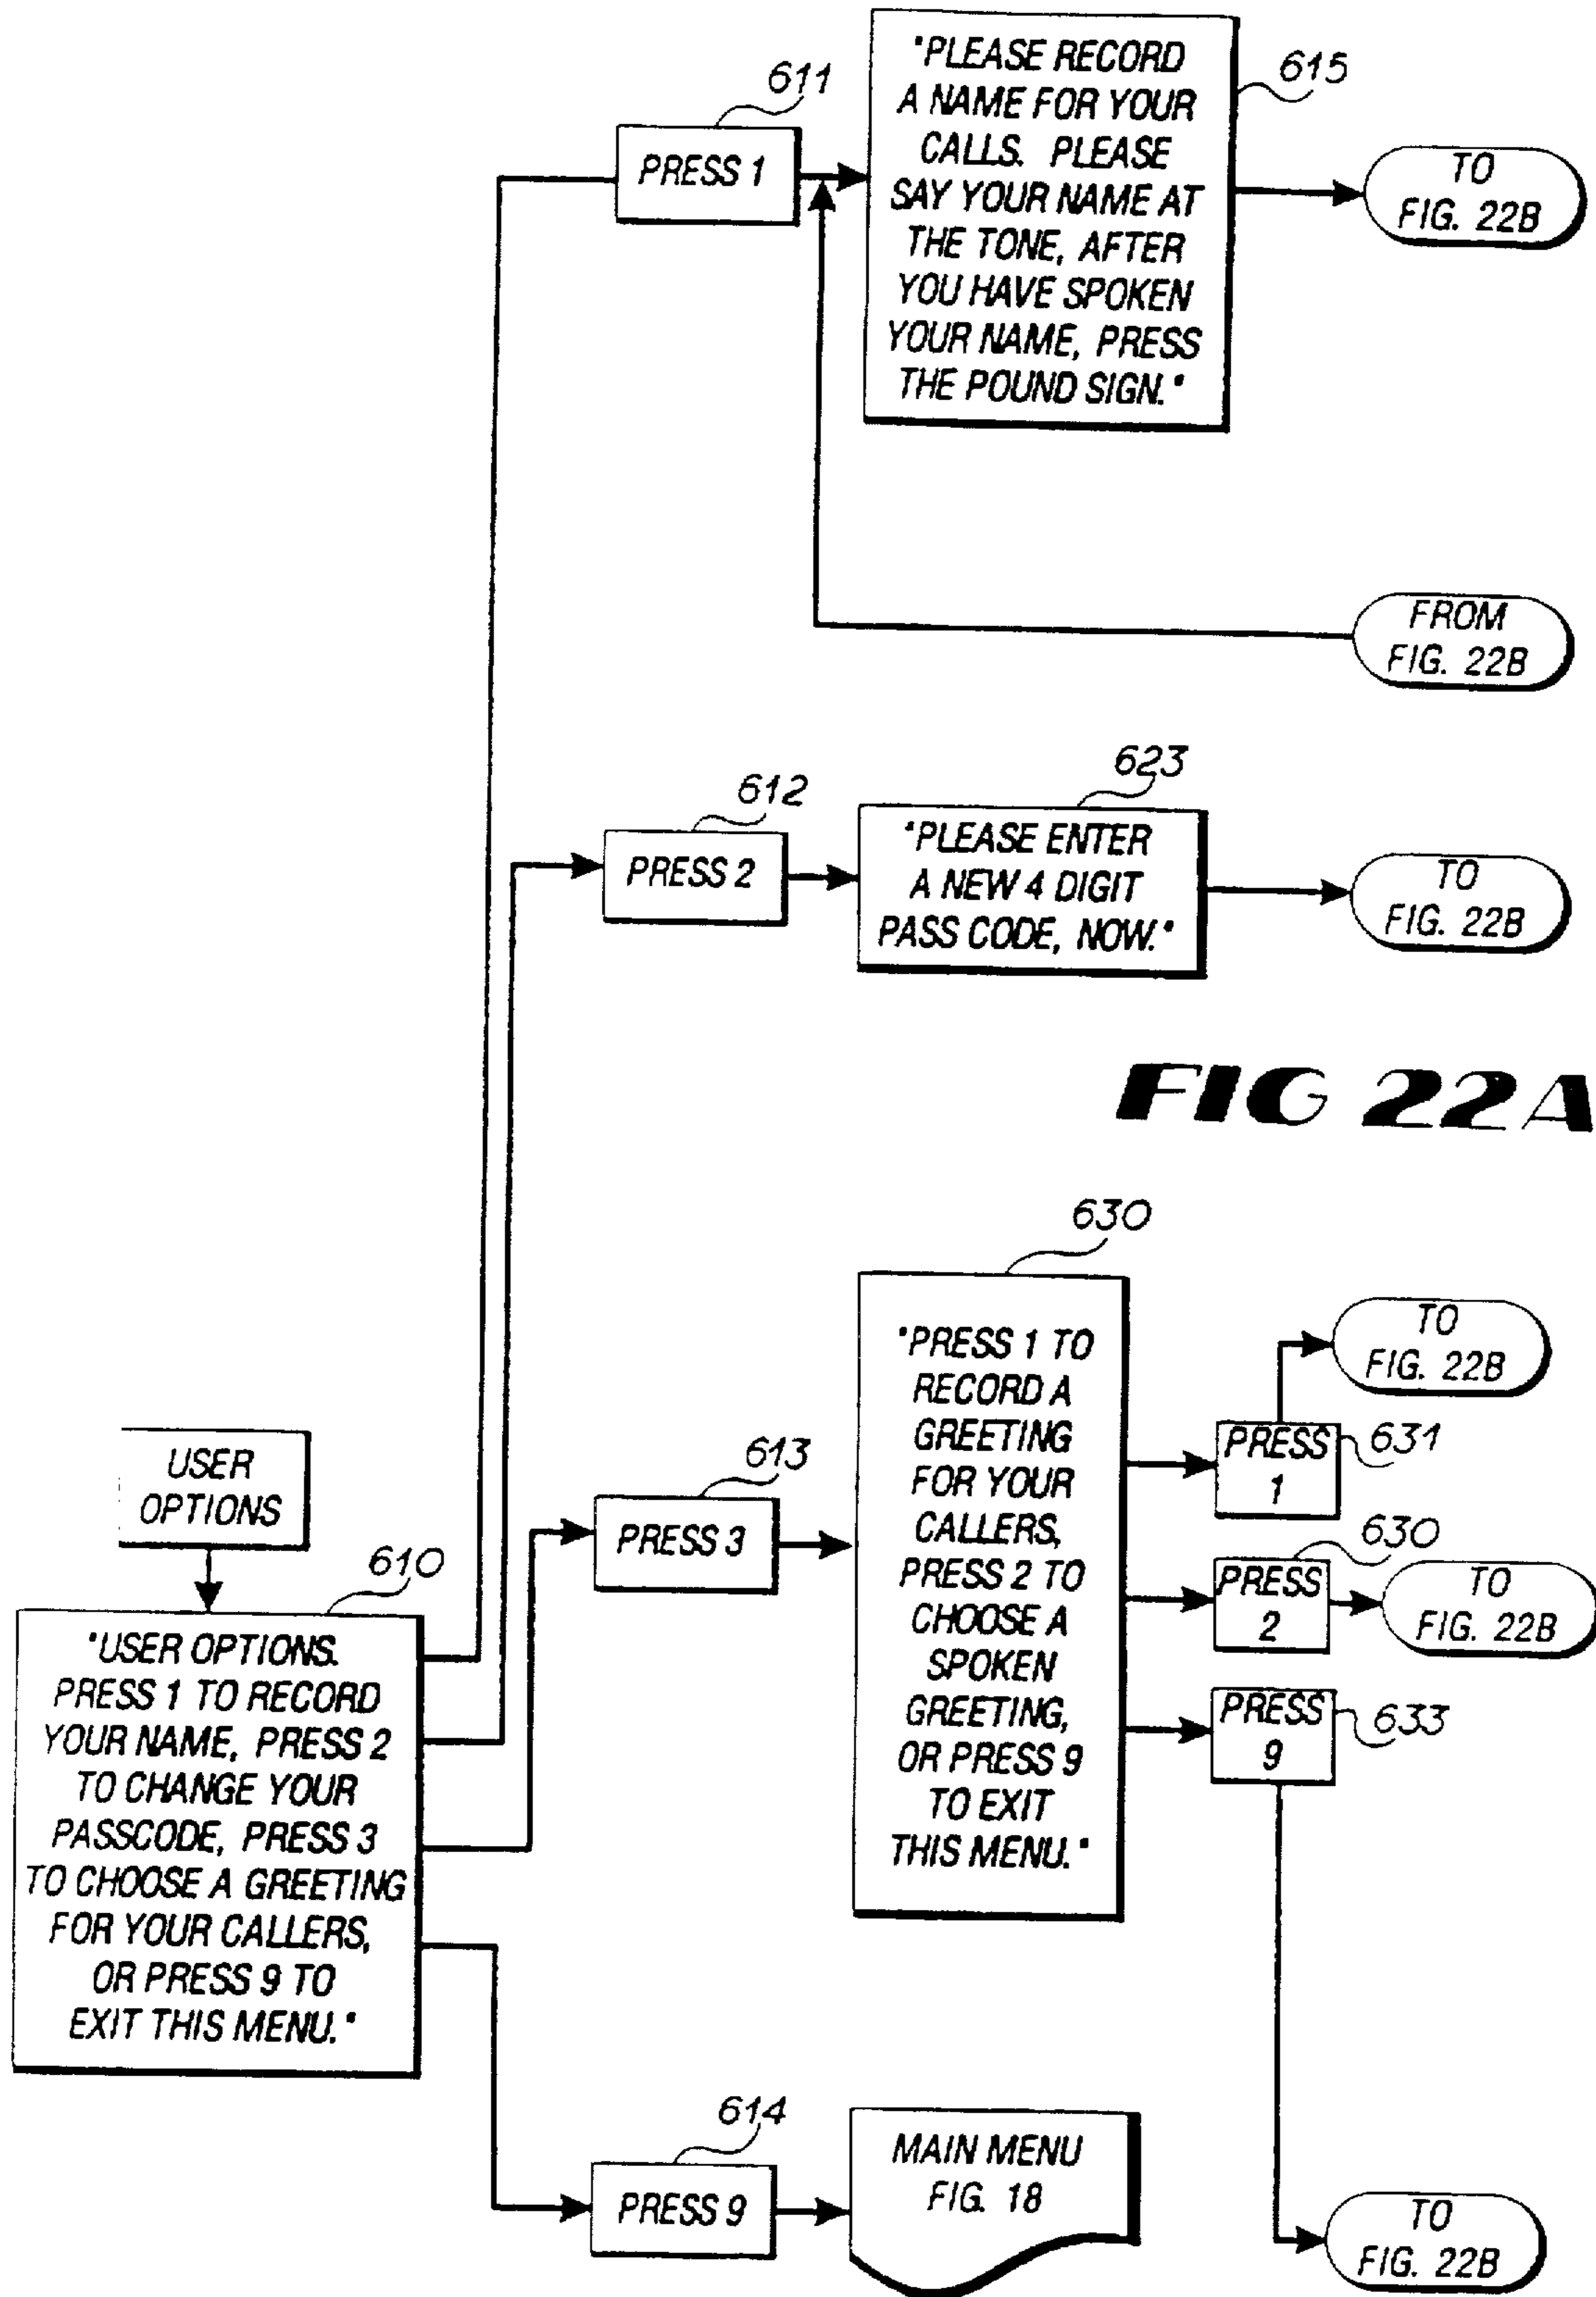 611
PRESS 1
"PLEASE RECORD
A NAME FOR YOUR
CALLS. PLEASE
SAY YOUR NAME AT
THE TONE, AFTER
YOU HAVE SPOKEN
YOUR NAME, PRESS
THE POUND SIGN."
615
TO
FIG. 22B
FROM
FIG. 22B
612
PRESS 2
623
"PLEASE ENTER
A NEW 4 DIGIT
PASS CODE, NOW."
TO
FIG. 22B
FIG 22A
USER
OPTIONS
610
"USER OPTIONS.
PRESS 1 TO RECORD
YOUR NAME, PRESS 2
TO CHANGE YOUR
PASSCODE, PRESS 3
TO CHOOSE A GREETING
FOR YOUR CALLERS,
OR PRESS 9 TO
EXIT THIS MENU."
613
PRESS 3
630
"PRESS 1 TO
RECORD A
GREETING
FOR YOUR
CALLERS,
PRESS 2 TO
CHOOSE A
SPOKEN
GREETING,
OR PRESS 9
TO EXIT
THIS MENU."
TO
FIG. 22B
PRESS
1
631
630
PRESS
2
TO
FIG. 22B
PRESS
9
633
TO
FIG. 22B
614
PRESS 9
MAIN MENU
FIG. 18